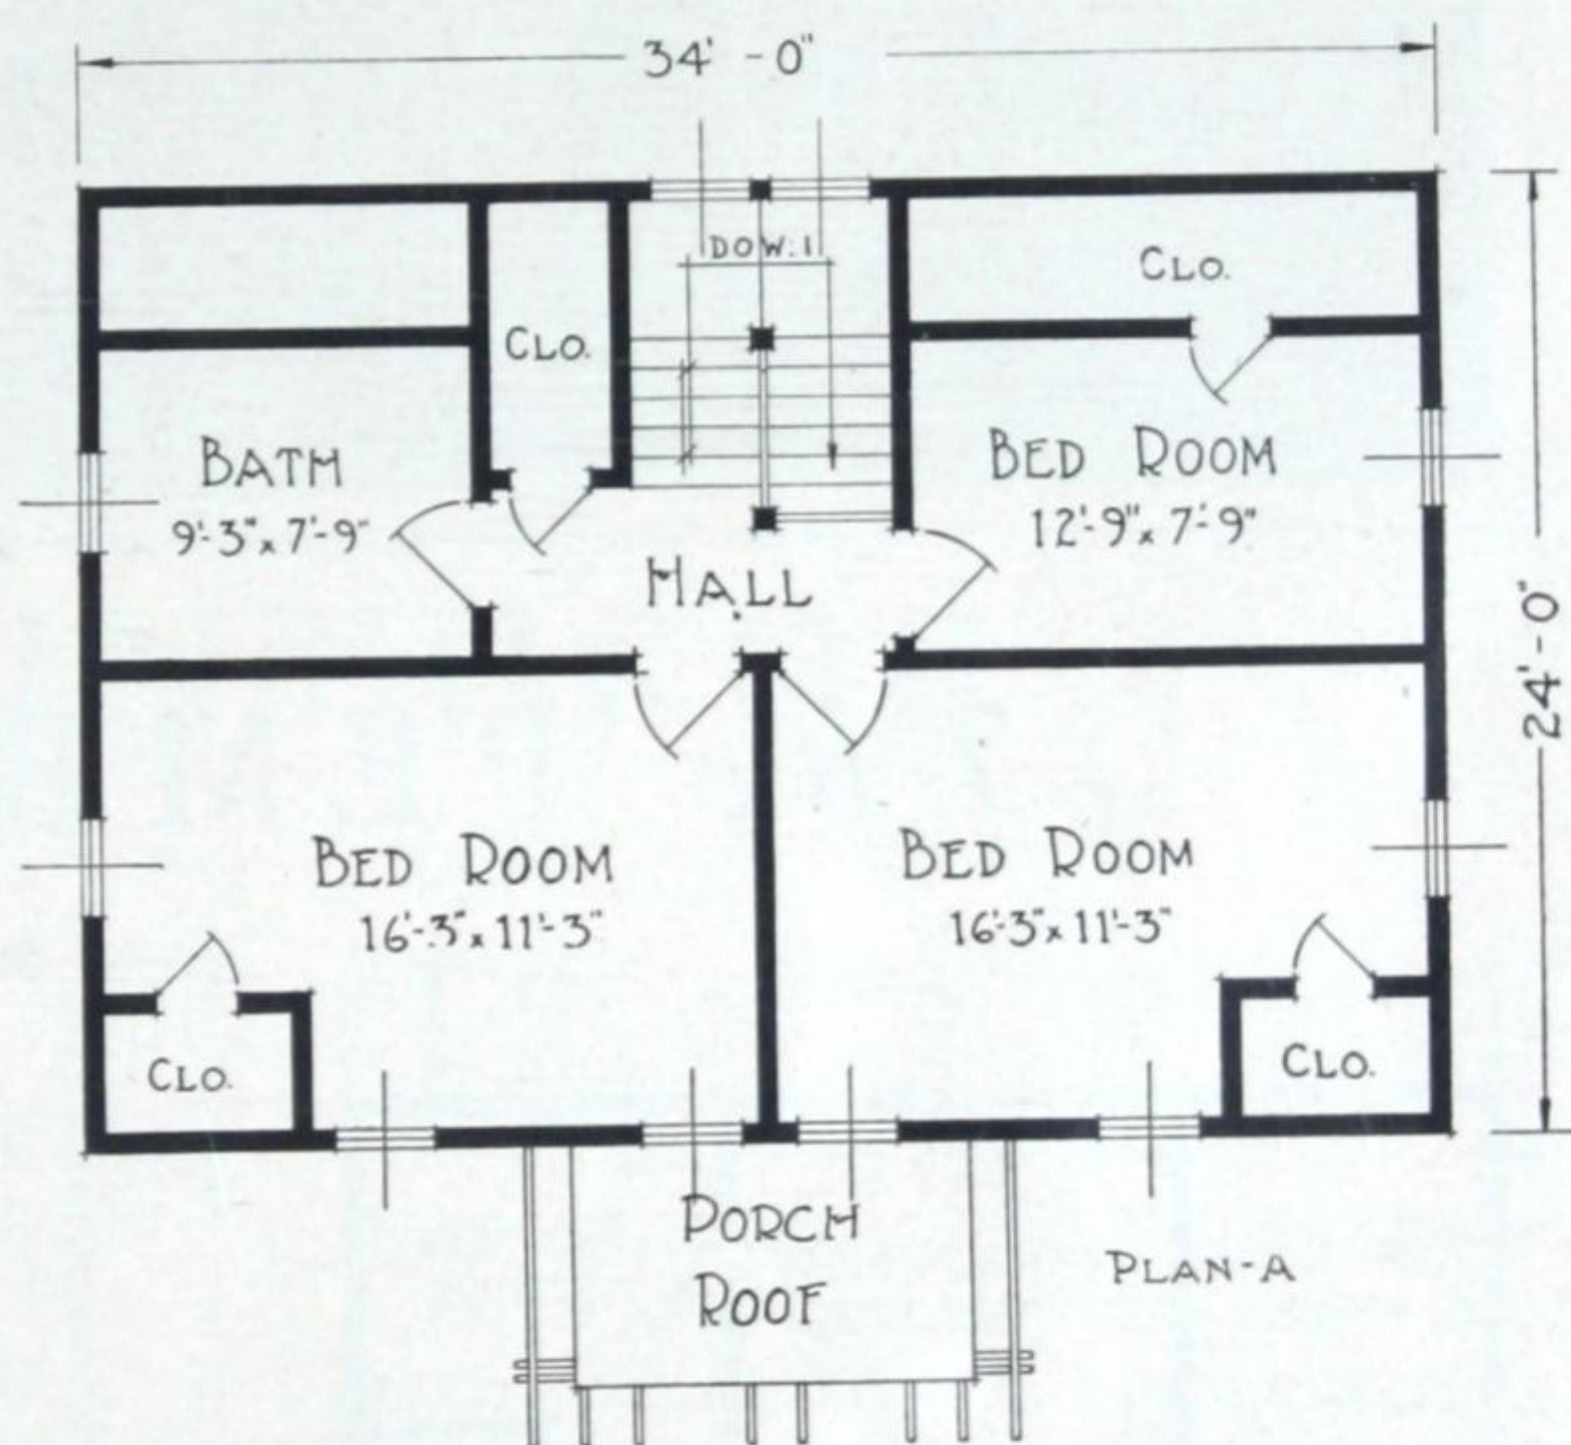 34'-0"
DOW.1
CLO.
CLO.
BATH
9'-3" x 7'-9"
BED ROOM
12'-9" x 7'-9"
HALL
24'-0"
BED ROOM
16'-3" x 11'-3"
BED ROOM
16'-3" x 11'-3"
CLO.
CLO.
PORCH
ROOF
PLAN-A